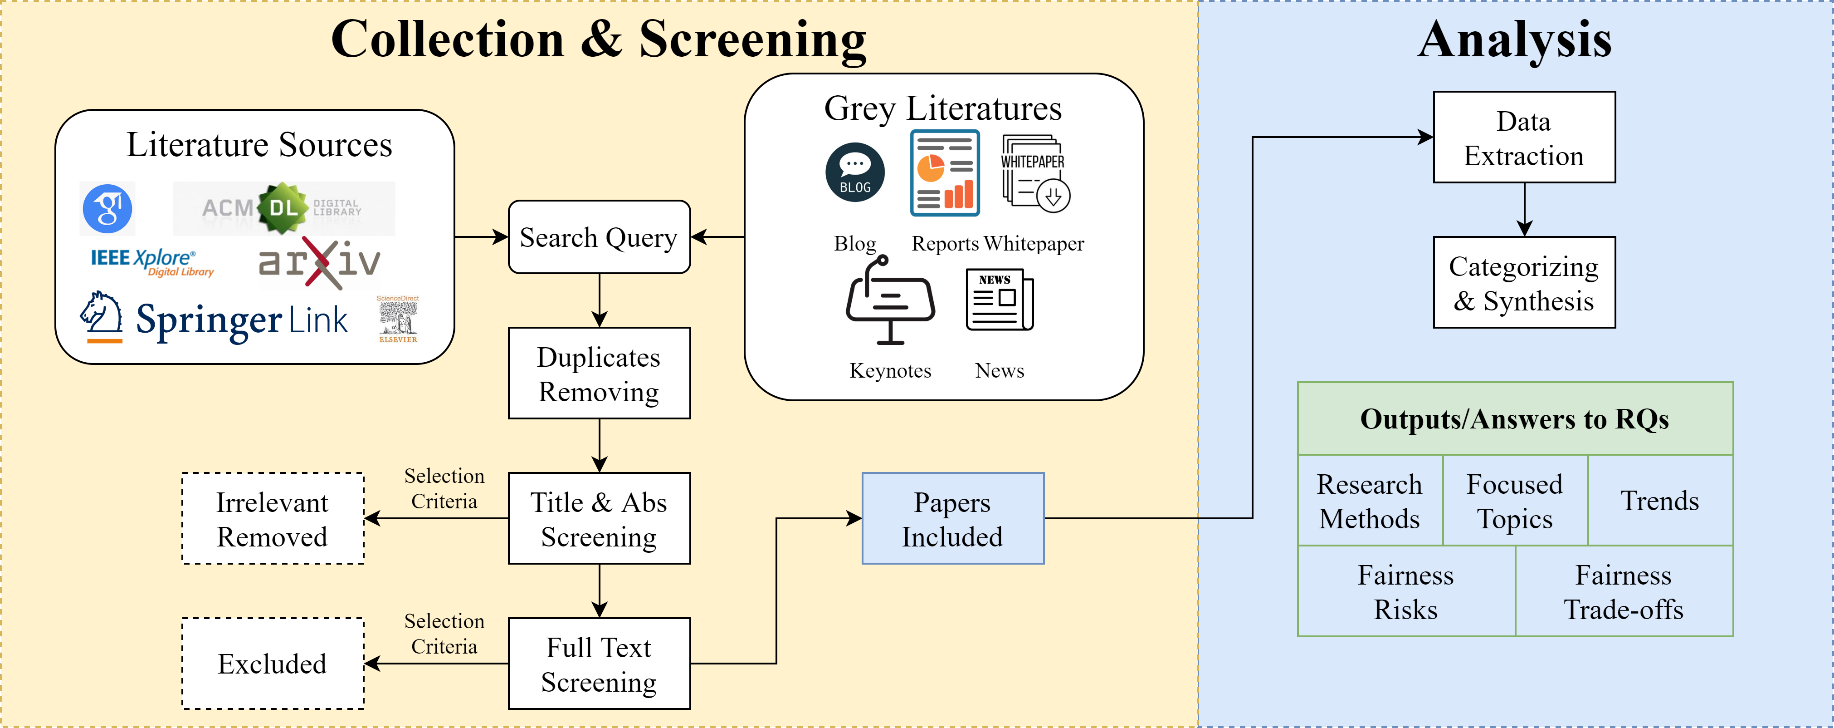 Collection & Screening
Analysis
Literature Sources
ACM DL DIGITAL
LIBRARY
IEEE Xplore®
Digital Library
arXiv
Springer Link
ScienceDirect
ELSEVIER
Search Query
Grey Literatures
BLOG
WHITEPAPER
Blog
Reports
Whitepaper
NEWS
Keynotes
News
Duplicates
Removing
Title & Abs
Screening
Selection
Criteria
Irrelevant
Removed
Full Text
Screening
Selection
Criteria
Excluded
Papers
Included
Data
Extraction
Categorizing
& Synthesis
Outputs/Answers to RQs
Research
Methods
Focused
Topics
Trends
Fairness
Risks
Fairness
Trade-offs